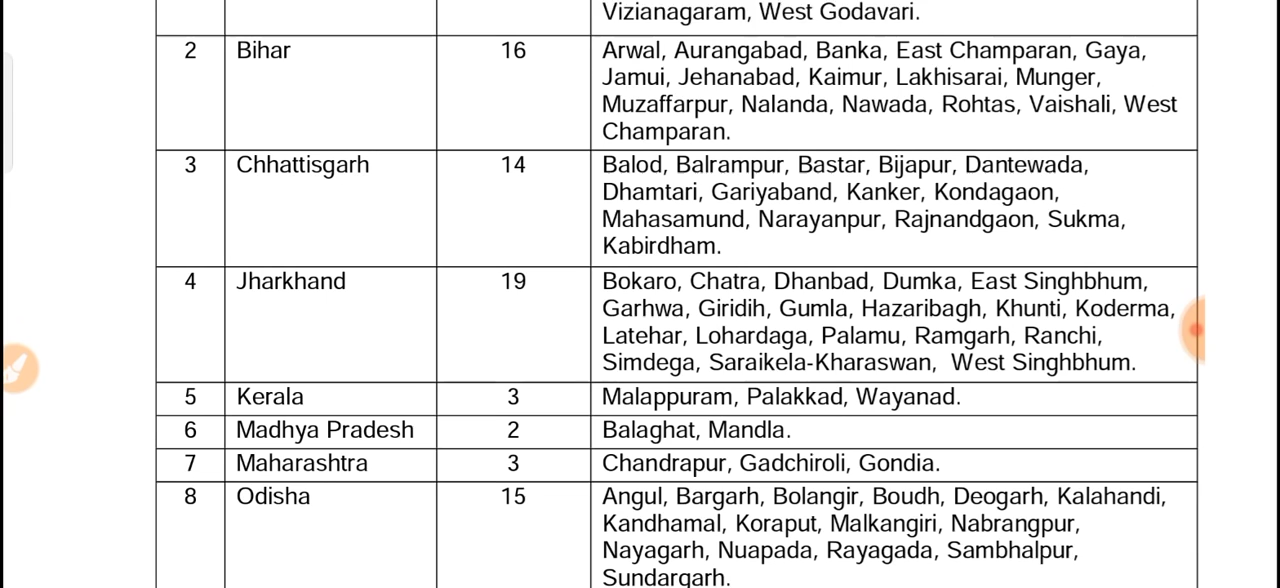 Vizianagaram, West Godavari.
2 Bihar 16 Arwal, Aurangabad, Banka, East Champaran, Gaya,
Jamui, Jehanabad, Kaimur, Lakhisarai, Munger,
Muzaffarpur, Nalanda, Nawada, Rohtas, Vaishali, West
Champaran.
3 Chhattisgarh 14 Balod, Balrampur, Bastar, Bijapur, Dantewada,
Dhamtari, Gariyaband, Kanker, Kondagaon,
Mahasamund, Narayanpur, Rajnandgaon, Sukma,
Kabirdham.
4 Jharkhand 19 Bokaro, Chatra, Dhanbad, Dumka, East Singhbhum,
Garhwa, Giridih, Gumla, Hazaribagh, Khunti, Koderma,
Latehar, Lohardaga, Palamu, Ramgarh, Ranchi,
Simdega, Saraikela-Kharaswan, West Singhbhum.
5 Kerala 3 Malappuram, Palakkad, Wayanad.
6 Madhya Pradesh 2 Balaghat, Mandla.
7 Maharashtra 3 Chandrapur, Gadchiroli, Gondia.
8 Odisha 15 Angul, Bargarh, Bolangir, Boudh, Deogarh, Kalahandi,
Kandhamal, Koraput, Malkangiri, Nabrangpur,
Nayagarh, Nuapada, Rayagada, Sambhalpur,
Sundargarh.